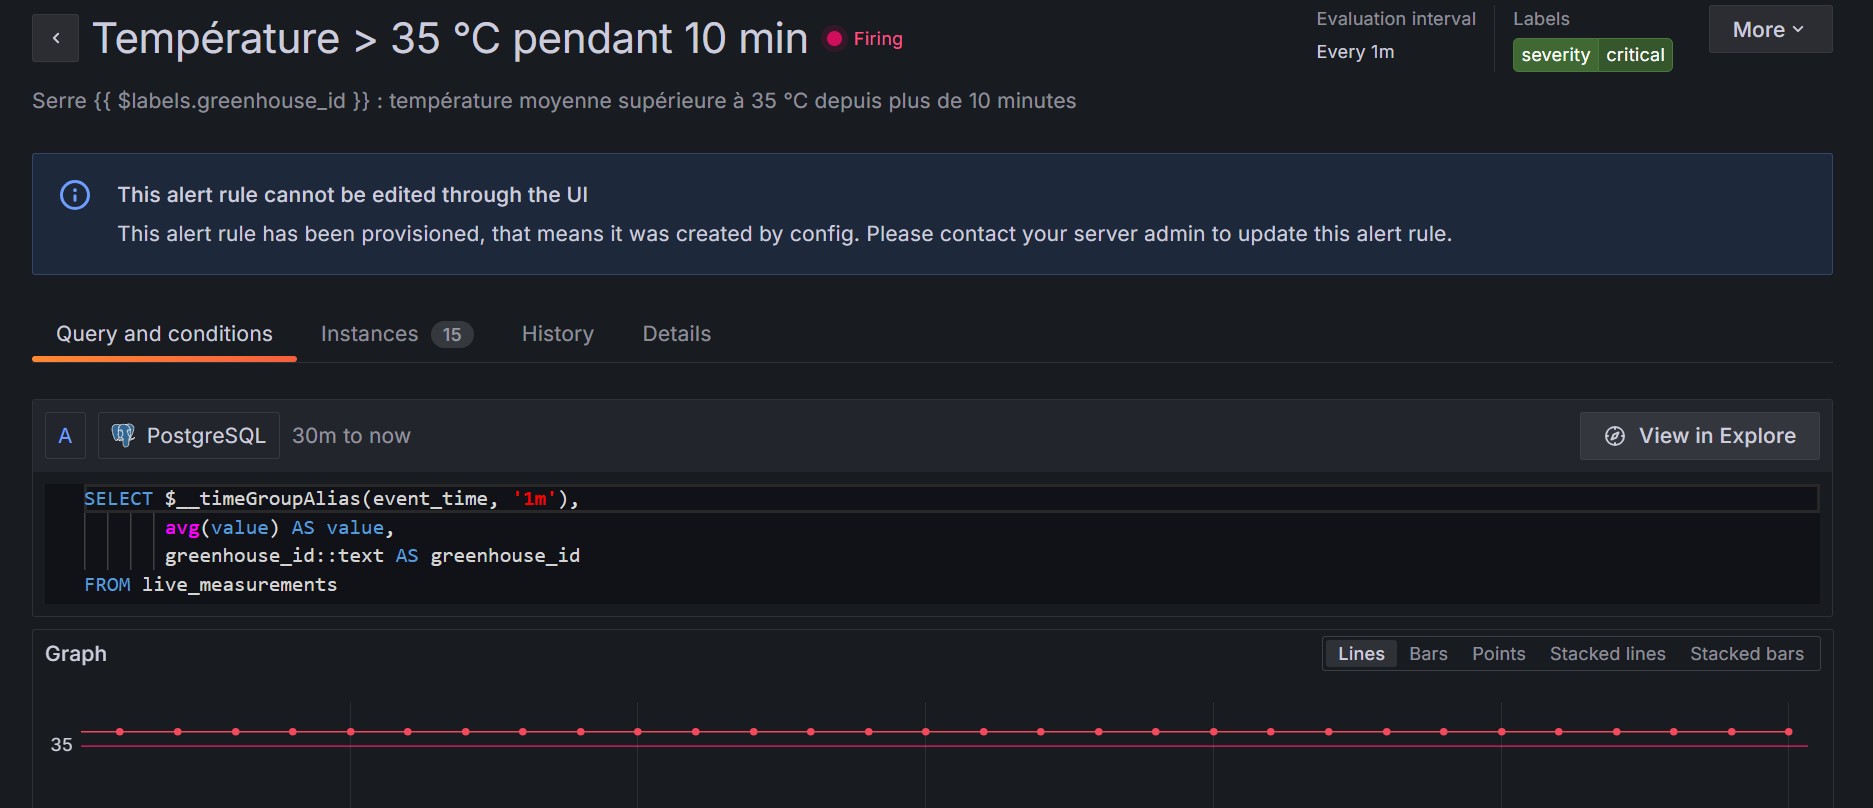 Température > 35 °C pendant 10 min
Firing
Evaluation interval
Every 1m
Labels
severity critical
More
Serre {{ $labels.greenhouse_id }} : température moyenne supérieure à 35 °C depuis plus de 10 minutes
This alert rule cannot be edited through the UI
This alert rule has been provisioned, that means it was created by config. Please contact your server admin to update this alert rule.
Query and conditions
Instances 15
History
Details
A
PostgreSQL
30m to now
View in Explore
SELECT $__timeGroupAlias(event_time, '1m'),
avg(value) AS value,
greenhouse_id::text AS greenhouse_id
FROM live_measurements
Graph
Lines
Bars
Points
Stacked lines
Stacked bars
35